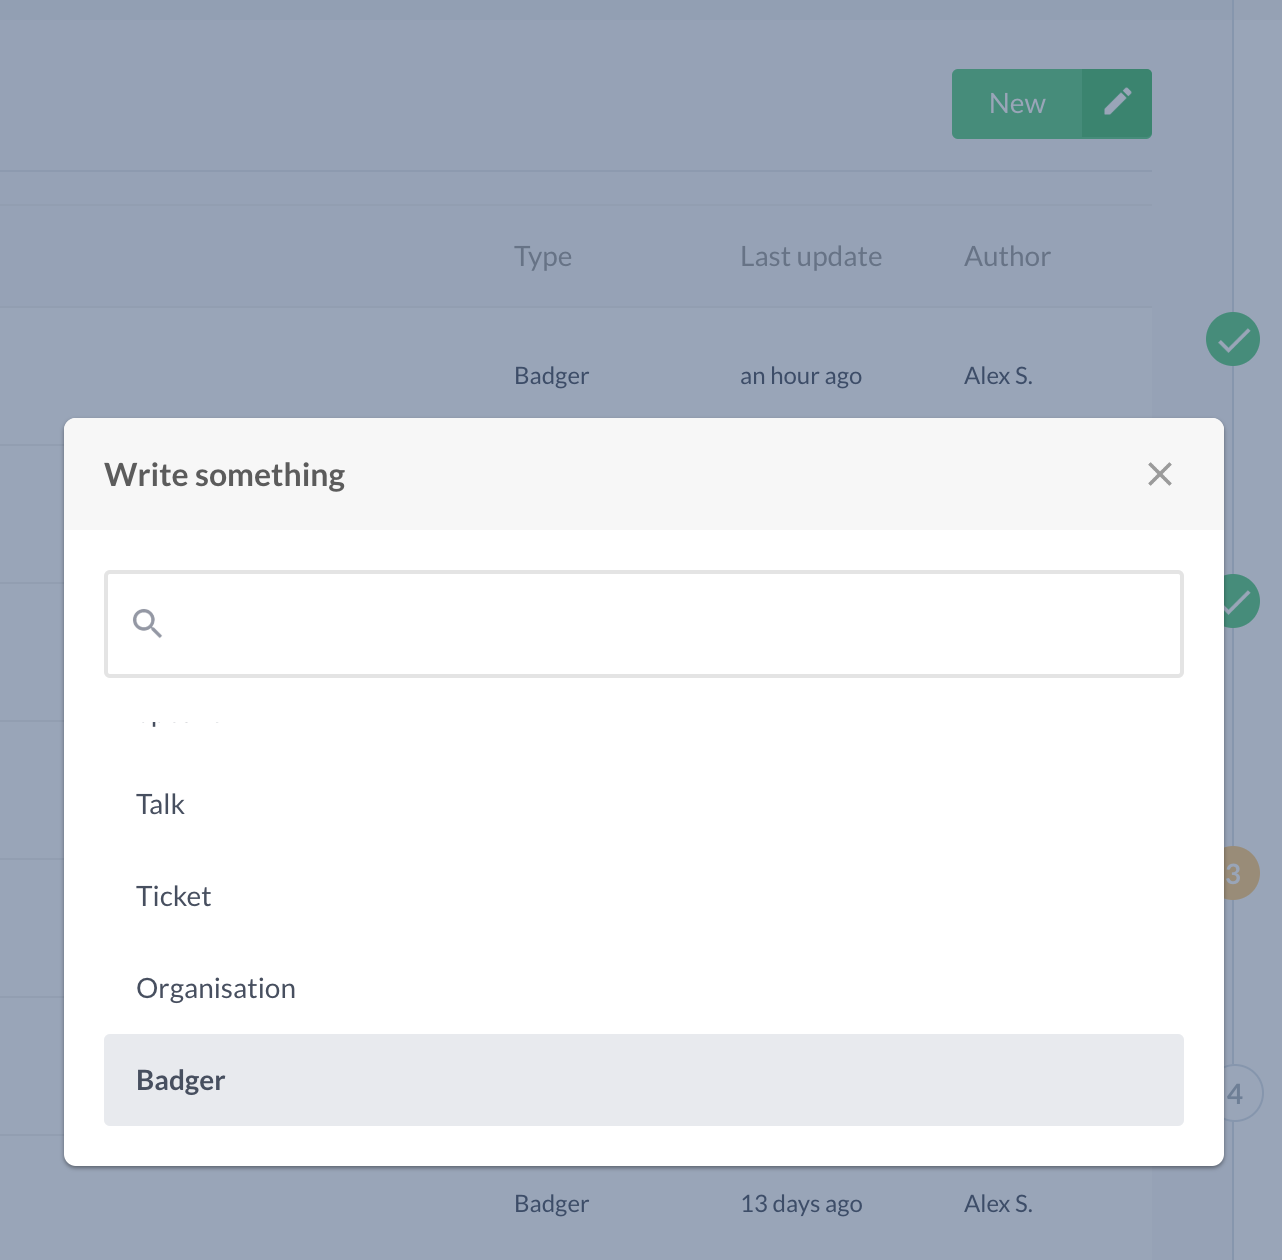 New
Type Last update Author
Badger an hour ago Alex S.
Write something
Talk
Ticket
3
Organisation
Badger
4
Badger 13 days ago Alex S.